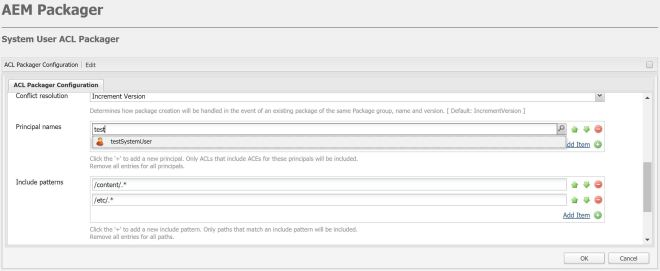 AEM Packager
System User ACL Packager
ACL Packager Configuration | Edit
ACL Packager Configuration
Conflict resolution
Increment Version
Determines how package creation will be handled in the event of an existing package of the same Package group, name and version. [ Default: IncrementVersion ]
Principal names
test
testSystemUser
dd Item
Click the '+' to add a new principal. Only ACLs that include ACEs for these principals will be included.
Remove all entries for all principals.
Include patterns
/content/.*
/etc/.*
Add Item
Click the '+' to add a new include pattern. Only paths that match an include pattern will be included.
Remove all entries for all paths.
OK Cancel